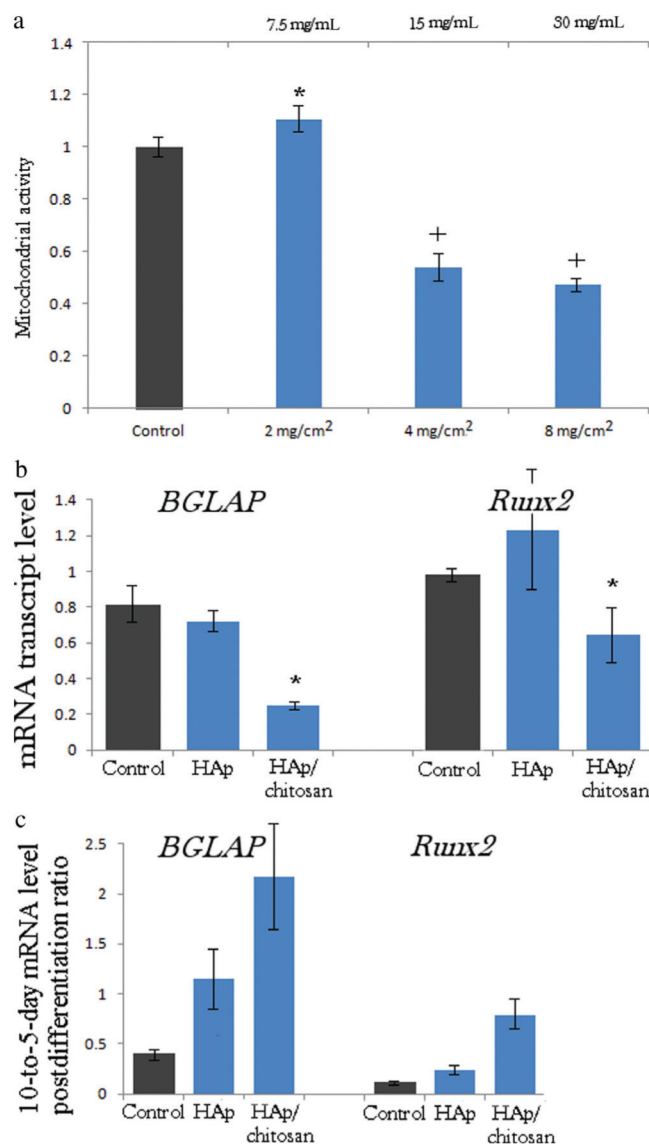 a
7.5 mg/mL 15 mg/mL 30 mg/mL
1.4
1.2
1
0.8
0.6
0.4
0.2
0
Mitochondrial activity
* + +
Control 2 mg/cm² 4 mg/cm² 8 mg/cm²
b
BGLAP Runx2
mRNA transcript level
1.4
1.2
1
0.8
0.6
0.4
0.2
0
* *
Control HAp HAp/ Control HAp HAp/
chitosan chitosan
c
BGLAP Runx2
10-to-5-day mRNA level
postdifferentiation ratio
2.5
2
1.5
1
0.5
0
Control HAp HAp/ Control HAp HAp/
chitosan chitosan